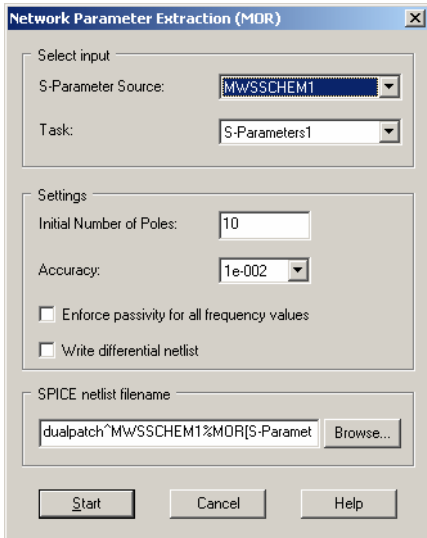 Network Parameter Extraction (MOR)
Select input
S-Parameter Source: MWSSCHEM1
Task: S-Parameters1
Settings
Initial Number of Poles: 10
Accuracy: 1e-002
Enforce passivity for all frequency values
Write differential netlist
SPICE netlist filename
dualpatch^MWSSCHEM1%MOR[S-Paramet Browse...
Start Cancel Help